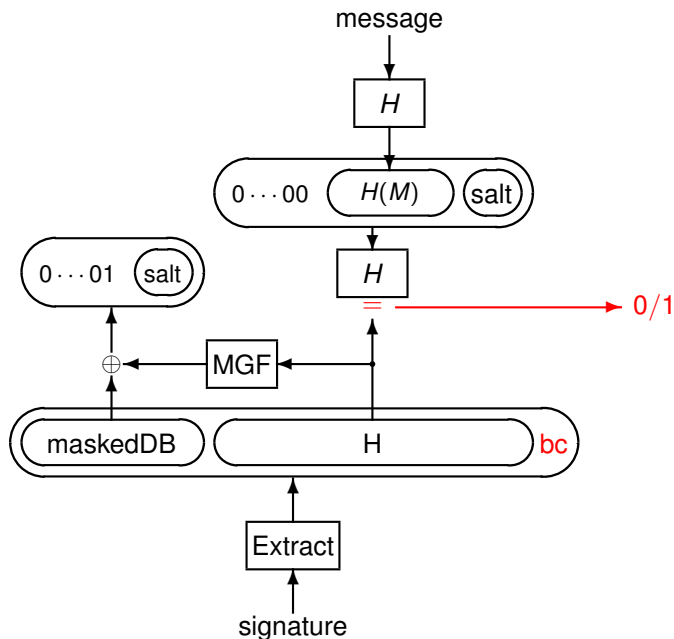 message
H
0···00 H(M) salt
0···01 salt
H
= 0/1
⊕ MGF
maskedDB H bc
Extract
signature